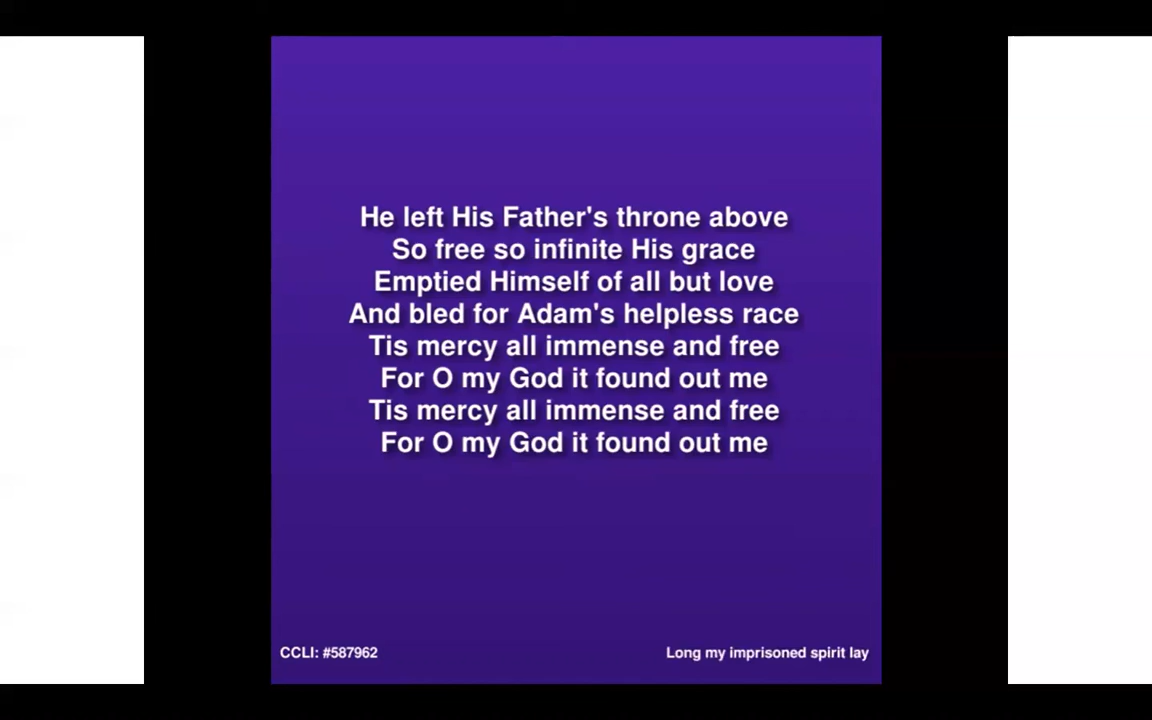 He left His Father's throne above
So free so infinite His grace
Emptied Himself of all but love
And bled for Adam's helpless race
Tis mercy all immense and free
For O my God it found out me
Tis mercy all immense and free
For O my God it found out me
CCLI: #587962
Long my imprisoned spirit lay